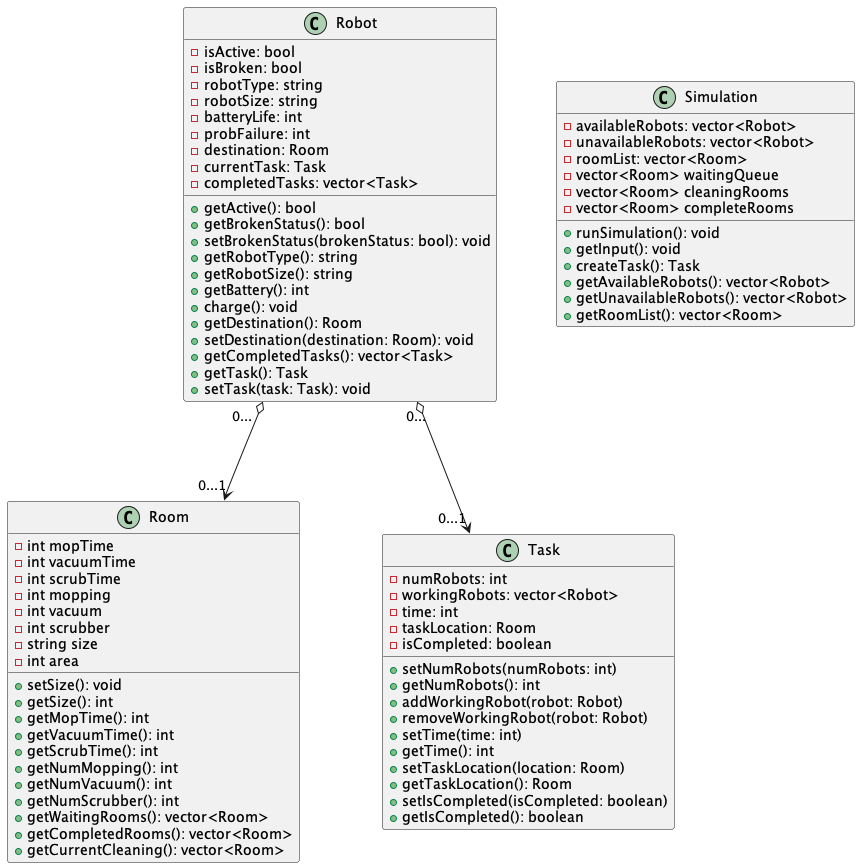 C Robot
isActive: bool
isBroken: bool
robotType: string
robotSize: string
batteryLife: int
probFailure: int
destination: Room
currentTask: Task
completedTasks: vector<Task>
getActive(): bool
getBrokenStatus(): bool
setBrokenStatus(brokenStatus: bool): void
getRobotType(): string
getRobotSize(): string
getBattery(): int
charge(): void
getDestination(): Room
setDestination(destination: Room): void
getCompletedTasks(): vector<Task>
getTask(): Task
setTask(task: Task): void
C Simulation
availableRobots: vector<Robot>
unavailableRobots: vector<Robot>
roomList: vector<Room>
vector<Room> waitingQueue
vector<Room> cleaningRooms
vector<Room> completeRooms
runSimulation(): void
getInput(): void
createTask(): Task
getAvailableRobots(): vector<Robot>
getUnavailableRobots(): vector<Robot>
getRoomList(): vector<Room>
0...
0...
0...1
0...1
C Room
int mopTime
int vacuumTime
int scrubTime
int mopping
int vacuum
int scrubber
string size
int area
setSize(): void
getSize(): int
getMopTime(): int
getVacuumTime(): int
getScrubTime(): int
getNumMopping(): int
getNumVacuum(): int
getNumScrubber(): int
getWaitingRooms(): vector<Room>
getCompletedRooms(): vector<Room>
getCurrentCleaning(): vector<Room>
C Task
numRobots: int
workingRobots: vector<Robot>
time: int
taskLocation: Room
isCompleted: boolean
setNumRobots(numRobots: int)
getNumRobots(): int
addWorkingRobot(robot: Robot)
removeWorkingRobot(robot: Robot)
setTime(time: int)
getTime(): int
setTaskLocation(location: Room)
getTaskLocation(): Room
setIsCompleted(isCompleted: boolean)
getIsCompleted(): boolean